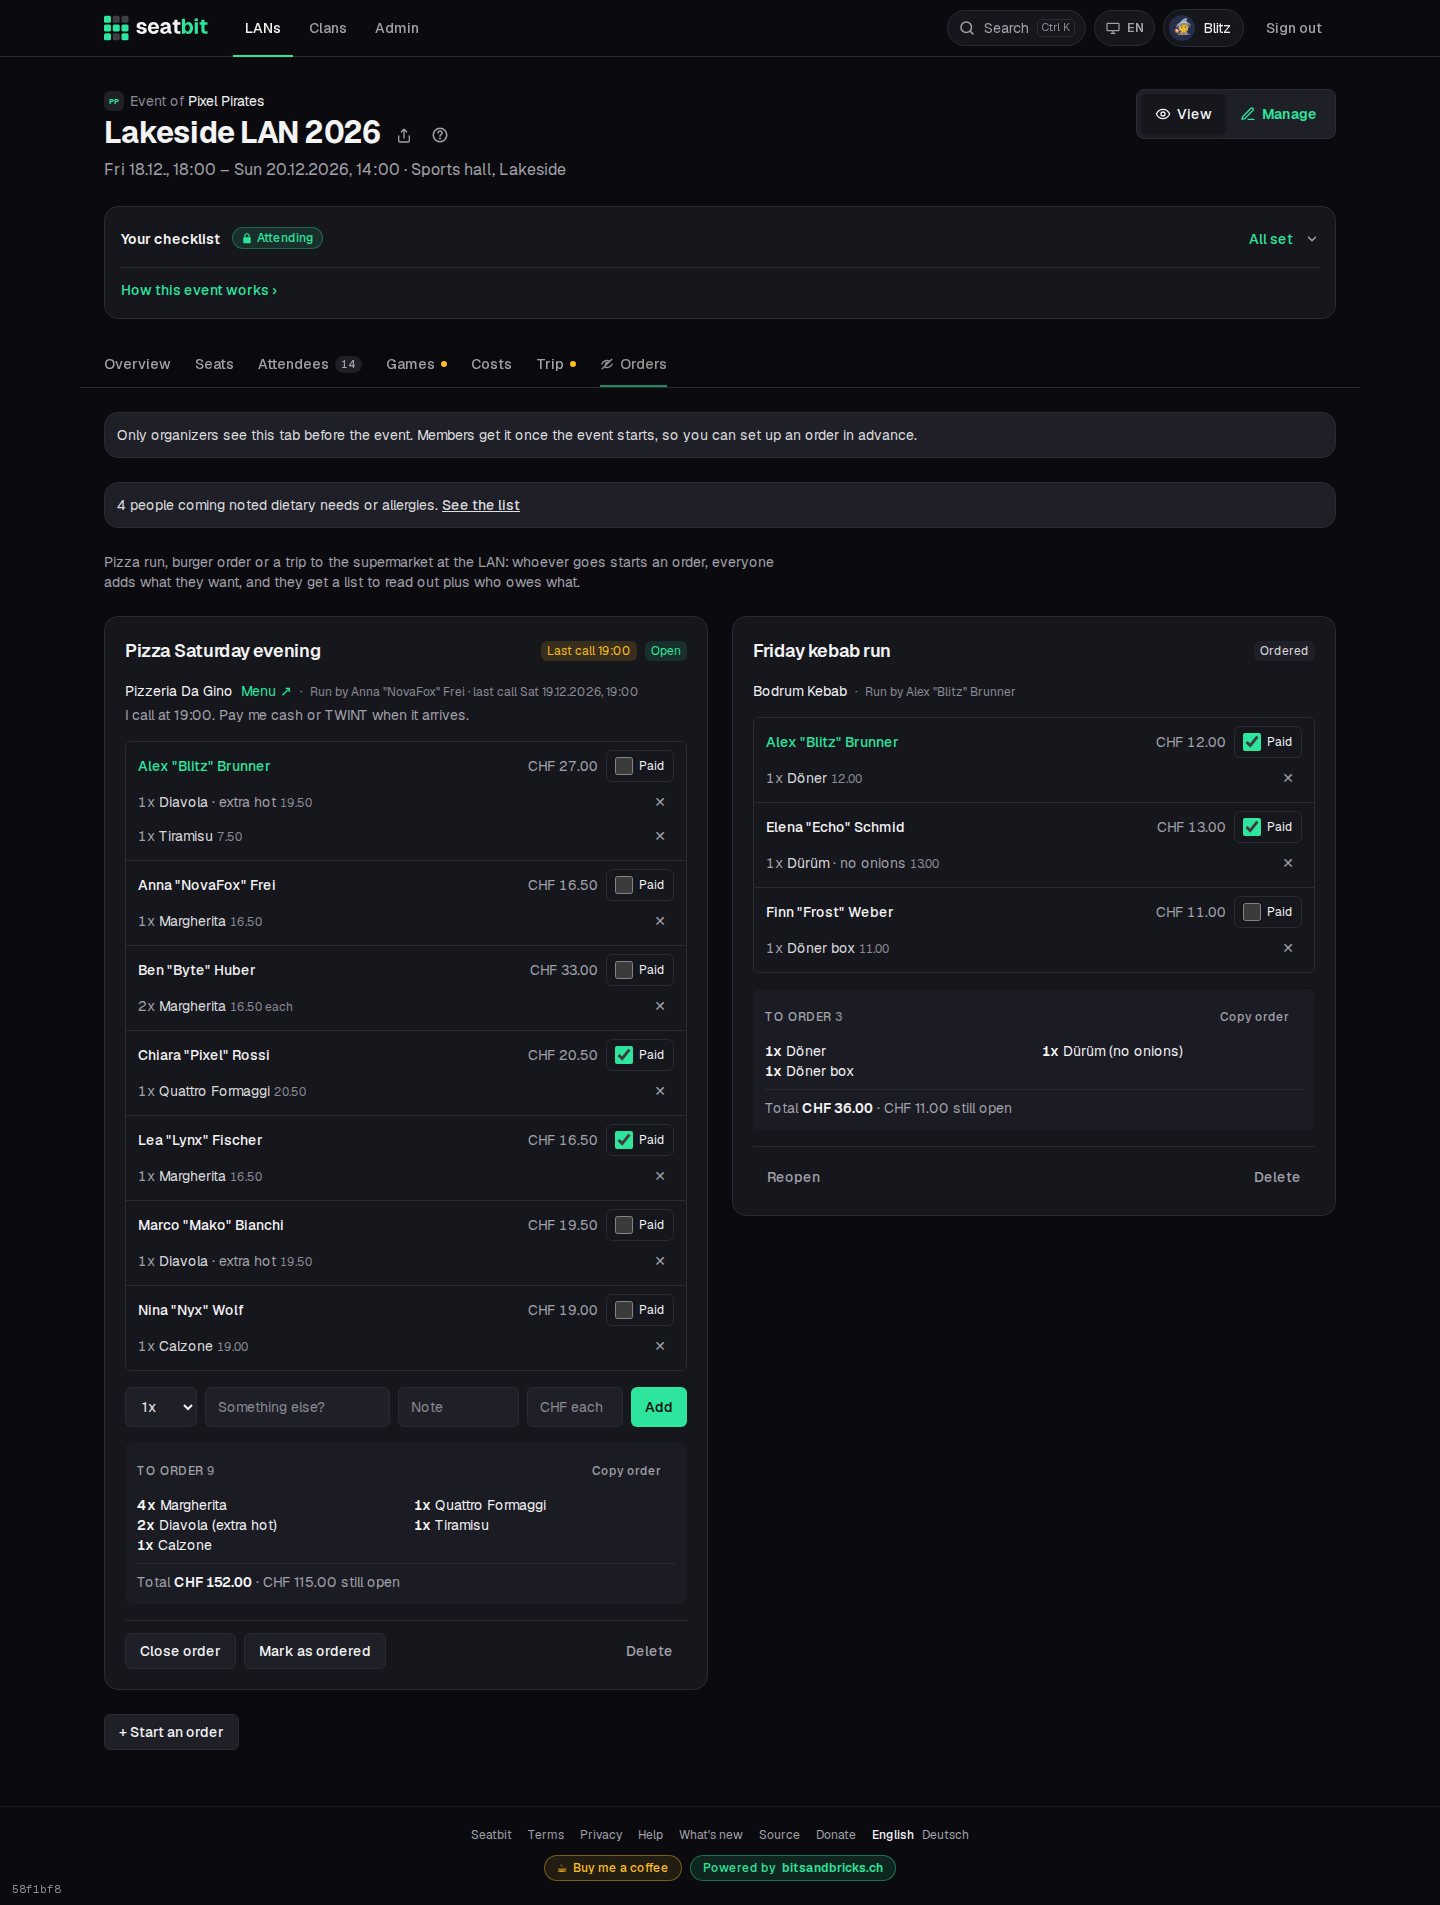 seatbit LANs Clans Admin Search Ctrl K EN Blitz Sign out
PP Event of Pixel Pirates
Lakeside LAN 2026
View Manage
Fri 18.12., 18:00 – Sun 20.12.2026, 14:00 · Sports hall, Lakeside
Your checklist Attending All set
How this event works ›
Overview Seats Attendees 14 Games Costs Trip Orders
Only organizers see this tab before the event. Members get it once the event starts, so you can set up an order in advance.
4 people coming noted dietary needs or allergies. See the list
Pizza run, burger order or a trip to the supermarket at the LAN: whoever goes starts an order, everyone
adds what they want, and they get a list to read out plus who owes what.
Pizza Saturday evening Last call 19:00 Open
Pizzeria Da Gino Menu ↗ · Run by Anna "NovaFox" Frei · last call Sat 19.12.2026, 19:00
I call at 19:00. Pay me cash or TWINT when it arrives.
Alex "Blitz" Brunner CHF 27.00 Paid
1x Diavola · extra hot 19.50 ✕
1x Tiramisu 7.50 ✕
Anna "NovaFox" Frei CHF 16.50 Paid
1x Margherita 16.50 ✕
Ben "Byte" Huber CHF 33.00 Paid
2x Margherita 16.50 each ✕
Chiara "Pixel" Rossi CHF 20.50 Paid
1x Quattro Formaggi 20.50 ✕
Lea "Lynx" Fischer CHF 16.50 Paid
1x Margherita 16.50 ✕
Marco "Mako" Bianchi CHF 19.50 Paid
1x Diavola · extra hot 19.50 ✕
Nina "Nyx" Wolf CHF 19.00 Paid
1x Calzone 19.00 ✕
1x Something else? Note CHF each Add
TO ORDER 9 Copy order
4x Margherita 1x Quattro Formaggi
2x Diavola (extra hot) 1x Tiramisu
1x Calzone
Total CHF 152.00 · CHF 115.00 still open
Close order Mark as ordered Delete
Friday kebab run Ordered
Bodrum Kebab · Run by Alex "Blitz" Brunner
Alex "Blitz" Brunner CHF 12.00 Paid
1x Döner 12.00 ✕
Elena "Echo" Schmid CHF 13.00 Paid
1x Dürüm · no onions 13.00 ✕
Finn "Frost" Weber CHF 11.00 Paid
1x Döner box 11.00 ✕
TO ORDER 3 Copy order
1x Döner 1x Dürüm (no onions)
1x Döner box
Total CHF 36.00 · CHF 11.00 still open
Reopen Delete
+ Start an order
Seatbit Terms Privacy Help What's new Source Donate English Deutsch
Buy me a coffee Powered by bitsandbricks.ch
58f1bf8